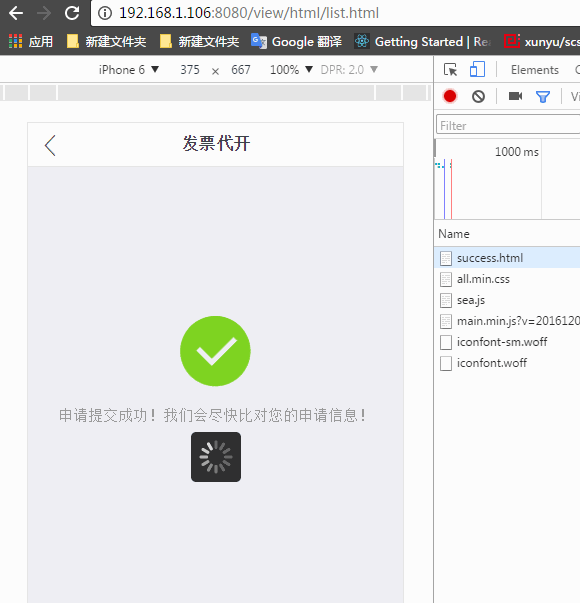 192.168.1.106:8080/view/html/list.html
应用 新建文件夹 新建文件夹 Google 翻译 Getting Started | Re xunyu/scs
iPhone 6 ▼ 375 × 667 100% ▼ DPR: 2.0 ▼
Elements
Vi
Filter
发票代开
1000 ms
Name
success.html
all.min.css
sea.js
main.min.js?v=2016120
iconfont-sm.woff
iconfont.woff
申请提交成功！我们会尽快比对您的申请信息！